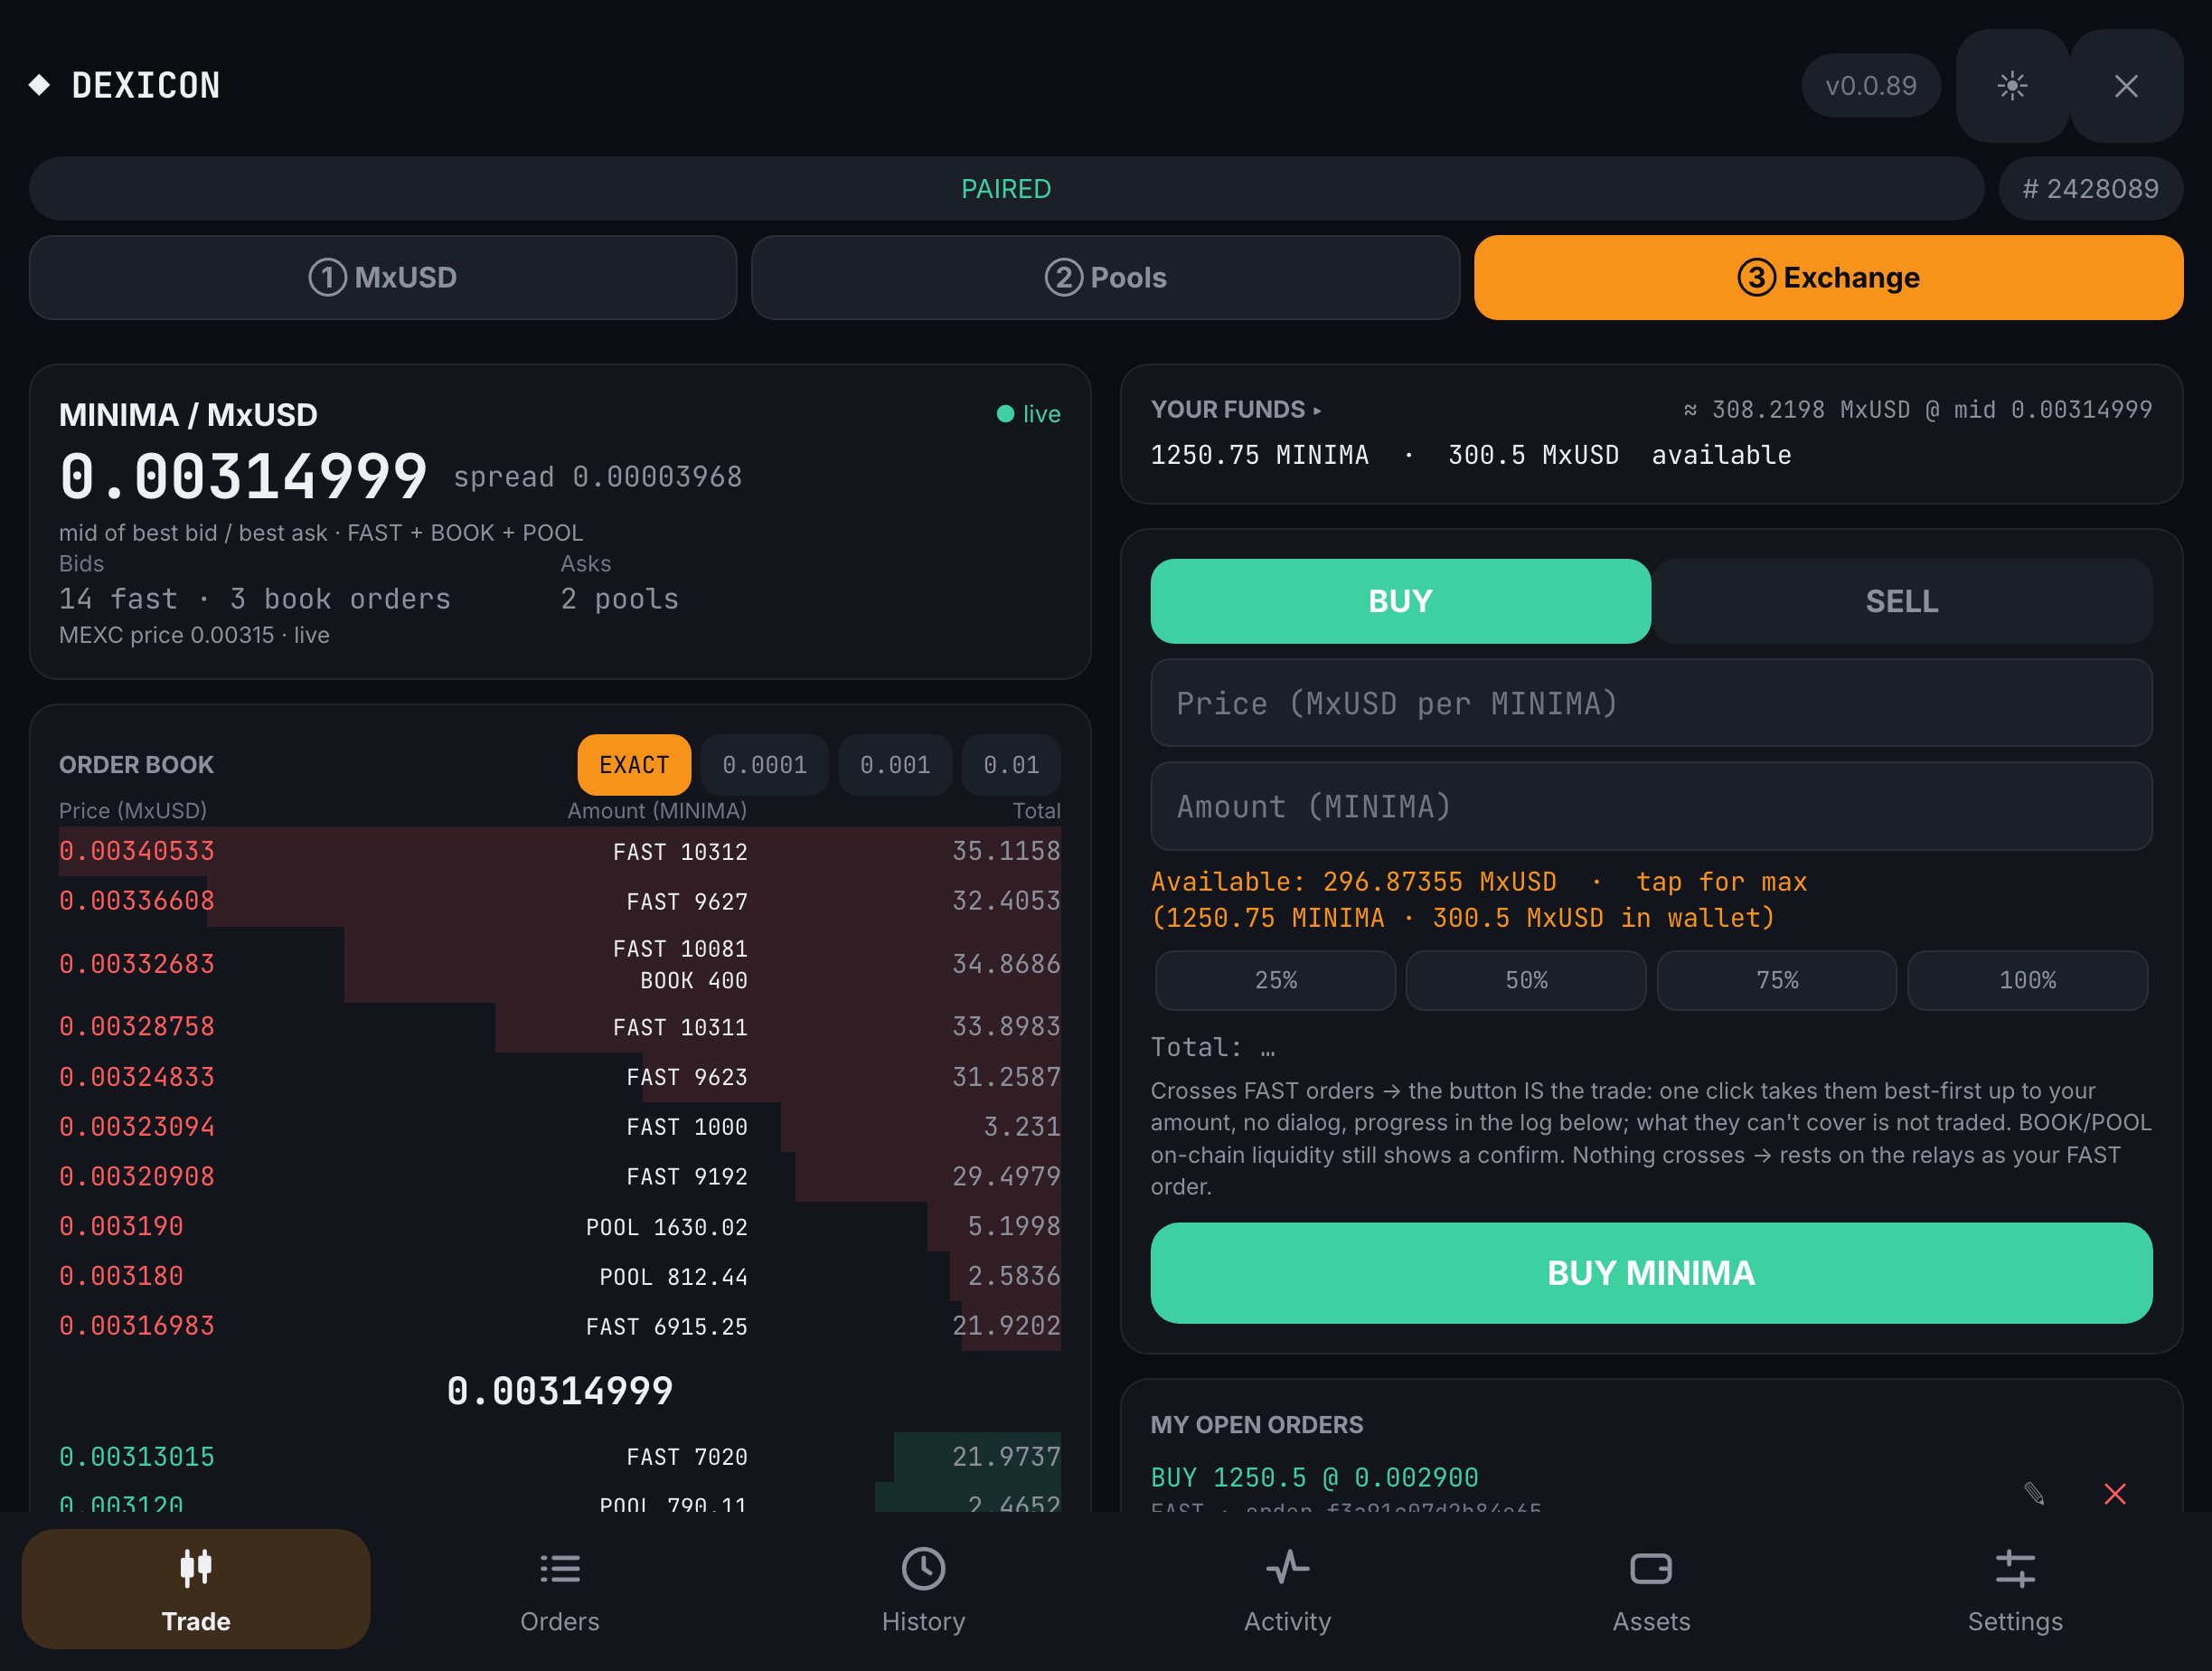 ◆ DEXICON
v0.0.89
PAIRED
# 2428089
① MxUSD
② Pools
③ Exchange
MINIMA / MxUSD
live
0.00314999 spread 0.00003968
mid of best bid / best ask · FAST + BOOK + POOL
Bids Asks
14 fast · 3 book orders 2 pools
MEXC price 0.00315 · live
ORDER BOOK
EXACT 0.0001 0.001 0.01
Price (MxUSD) Amount (MINIMA) Total
0.00340533 FAST 10312 35.1158
0.00336608 FAST 9627 32.4053
0.00332683 FAST 10081 34.8686
BOOK 400
0.00328758 FAST 10311 33.8983
0.00324833 FAST 9623 31.2587
0.00323094 FAST 1000 3.231
0.00320908 FAST 9192 29.4979
0.003190 POOL 1630.02 5.1998
0.003180 POOL 812.44 2.5836
0.00316983 FAST 6915.25 21.9202
0.00314999
0.00313015 FAST 7020 21.9737
0.003120 POOL 790.11 2.4652
YOUR FUNDS ▸ ≈ 308.2198 MxUSD @ mid 0.00314999
1250.75 MINIMA · 300.5 MxUSD available
BUY SELL
Price (MxUSD per MINIMA)
Amount (MINIMA)
Available: 296.87355 MxUSD · tap for max
(1250.75 MINIMA · 300.5 MxUSD in wallet)
25% 50% 75% 100%
Total: …
Crosses FAST orders → the button IS the trade: one click takes them best-first up to your
amount, no dialog, progress in the log below; what they can't cover is not traded. BOOK/POOL
on-chain liquidity still shows a confirm. Nothing crosses → rests on the relays as your FAST
order.
BUY MINIMA
MY OPEN ORDERS
BUY 1250.5 @ 0.002900
FAST · order
Trade
Orders
History
Activity
Assets
Settings